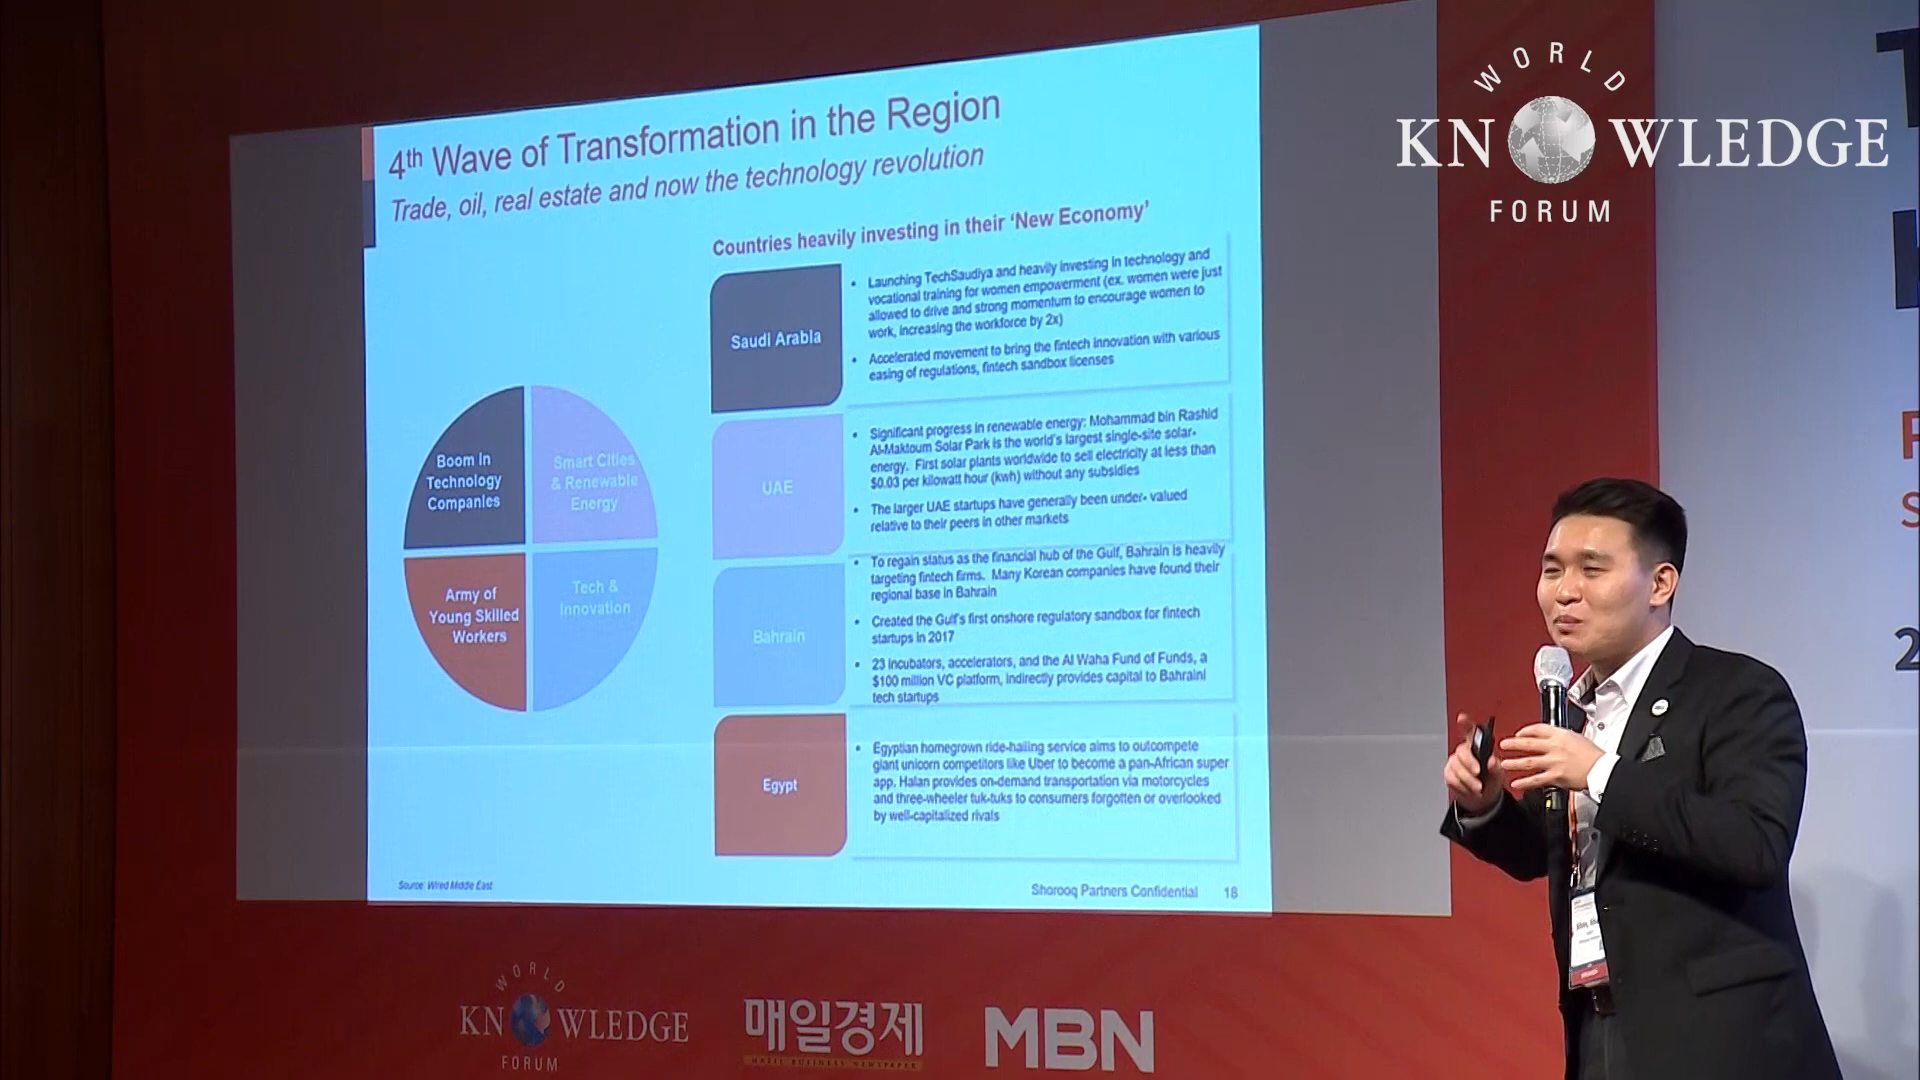 4th Wave of Transformation in the Region
Trade, oil, real estate and now the technology revolution
Countries heavily investing in their ‘New Economy’
Boom in
Technology
Companies
Smart Cities
& Renewable
Energy
Army of
Young Skilled
Workers
Tech &
Innovation
Saudi Arabia
• Launching TechSaudiya and heavily investing in technology and
vocational training for women empowerment (ex. women were just
allowed to drive and strong momentum to encourage women to
work, increasing the workforce by 2x)
• Accelerated movement to bring the fintech innovation with various
easing of regulations, fintech sandbox licenses
UAE
• Significant progress in renewable energy: Mohammad bin Rashid
Al-Maktoum Solar Park is the world's largest single-site solar-
energy. First solar plants worldwide to sell electricity at less than
$0.03 per kilowatt hour (kwh) without any subsidies
• The larger UAE startups have generally been under- valued
relative to their peers in other markets
Bahrain
• To regain status as the financial hub of the Gulf, Bahrain is heavily
targeting fintech firms. Many Korean companies have found their
regional base in Bahrain
• Created the Gulf's first onshore regulatory sandbox for fintech
startups in 2017
• 23 incubators, accelerators, and the Al Waha Fund of Funds, a
$100 million VC platform, indirectly provides capital to Bahraini
tech startups
Egypt
• Egyptian homegrown ride-hailing service aims to outcompete
giant unicorn competitors like Uber to become a pan-African super
app. Halan provides on-demand transportation via motorcycles
and three-wheeler tuk-tuks to consumers forgotten or overlooked
by well-capitalized rivals
Source: Wired Middle East
Shorooq Partners Confidential 18
WORLD
KNOWLEDGE
FORUM
WORLD
KNOWLEDGE
FORUM
매일경제
MAEIL BUSINESS NEWSPAPER
MBN